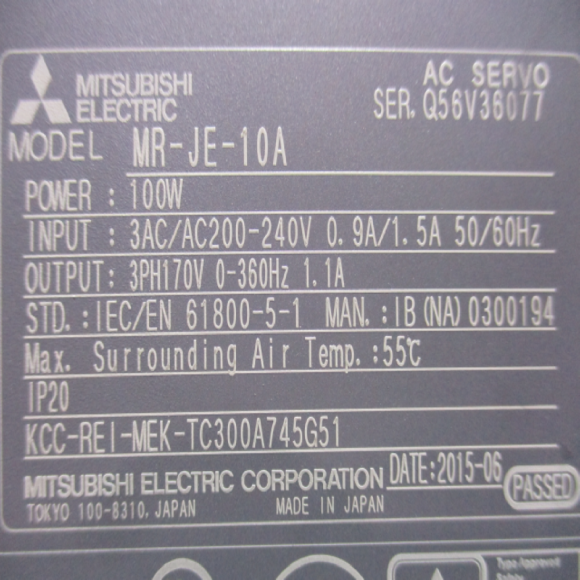 MITSUBISHI
ELECTRIC
AC SERVO
SER. Q56V36077
MODEL MR-JE-10A
POWER : 100W
INPUT : 3AC/AC200-240V 0.9A/1.5A 50/60Hz
OUTPUT: 3PH170V 0-360Hz 1.1A
STD.: IEC/EN 61800-5-1 MAN.: IB(NA)0300194
Max. Surrounding Air Temp.:55℃
IP20
KCC-REI-MEK-TC300A745G51
MITSUBISHI ELECTRIC CORPORATION DATE:2015-06
TOKYO 100-8310, JAPAN MADE IN JAPAN PASSED
Type Approved
Safety